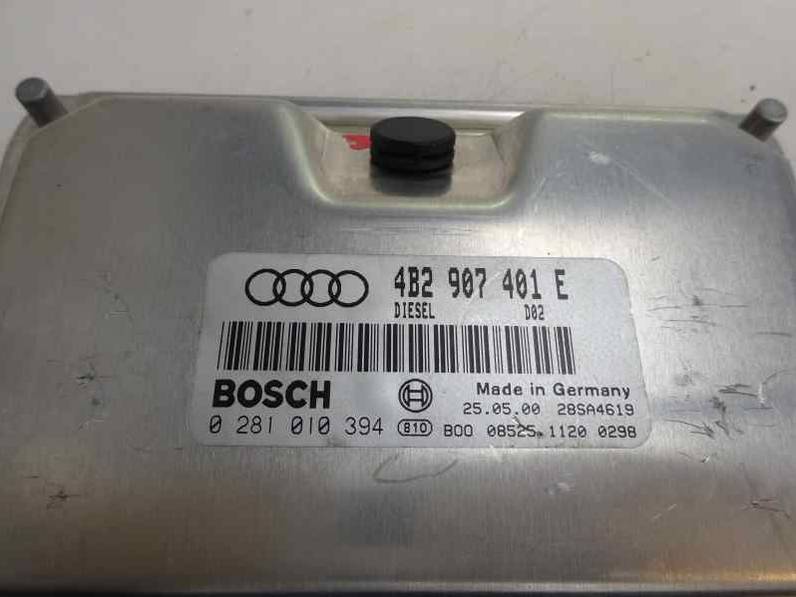 4B2 907 401 E
DIESEL D02
BOSCH
Made in Germany
25.05.00 28SA4619
0 281 010 394 810 B00 08525 1120 0298